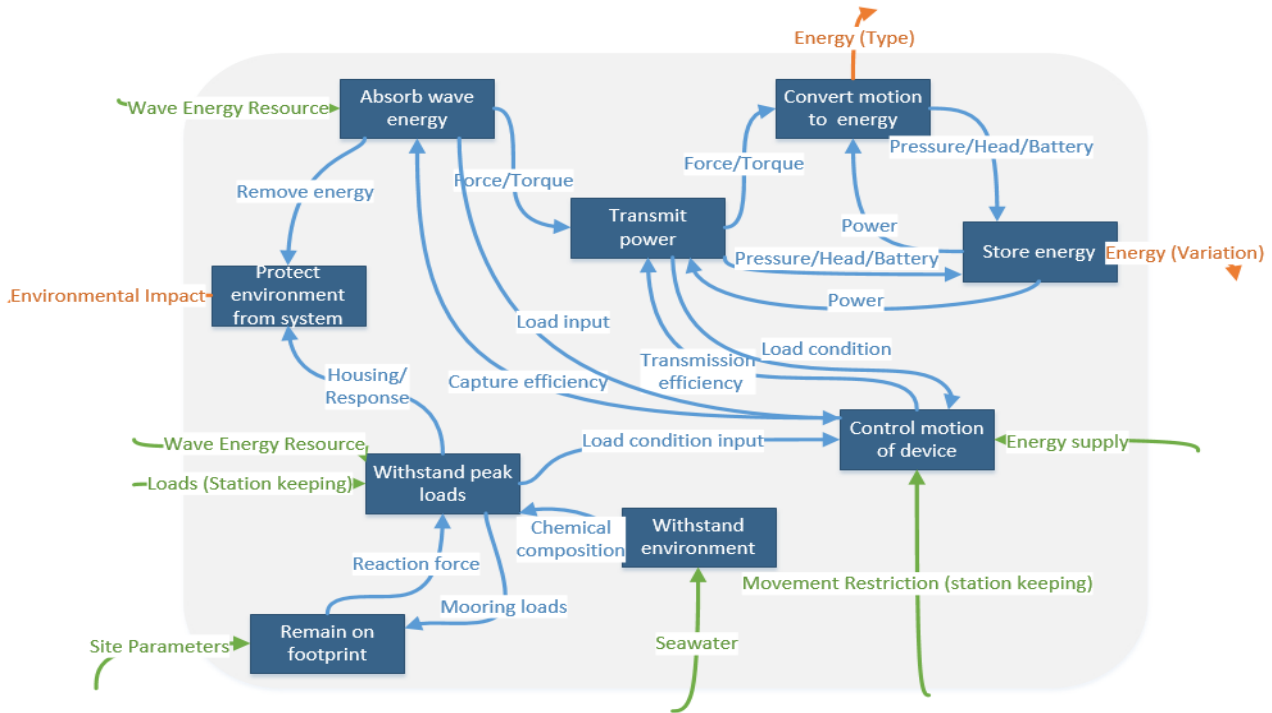 Energy (Type)
Absorb wave
energy
Convert motion
to energy
Wave Energy Resource
Pressure/Head/Battery
Force/Torque
Force/Torque
Remove energy
Transmit
power
Power
Store energy
Energy (Variation)
Pressure/Head/Battery
Protect
environment
from system
Environmental Impact
Power
Load input
Load condition
Transmission
efficiency
Housing/
Response
Capture efficiency
Control motion
of device
Energy supply
Load condition input
Wave Energy Resource
Withstand peak
loads
Loads (Station keeping)
Chemical
composition
Withstand
environment
Reaction force
Movement Restriction (station keeping)
Mooring loads
Remain on
footprint
Site Parameters
Seawater